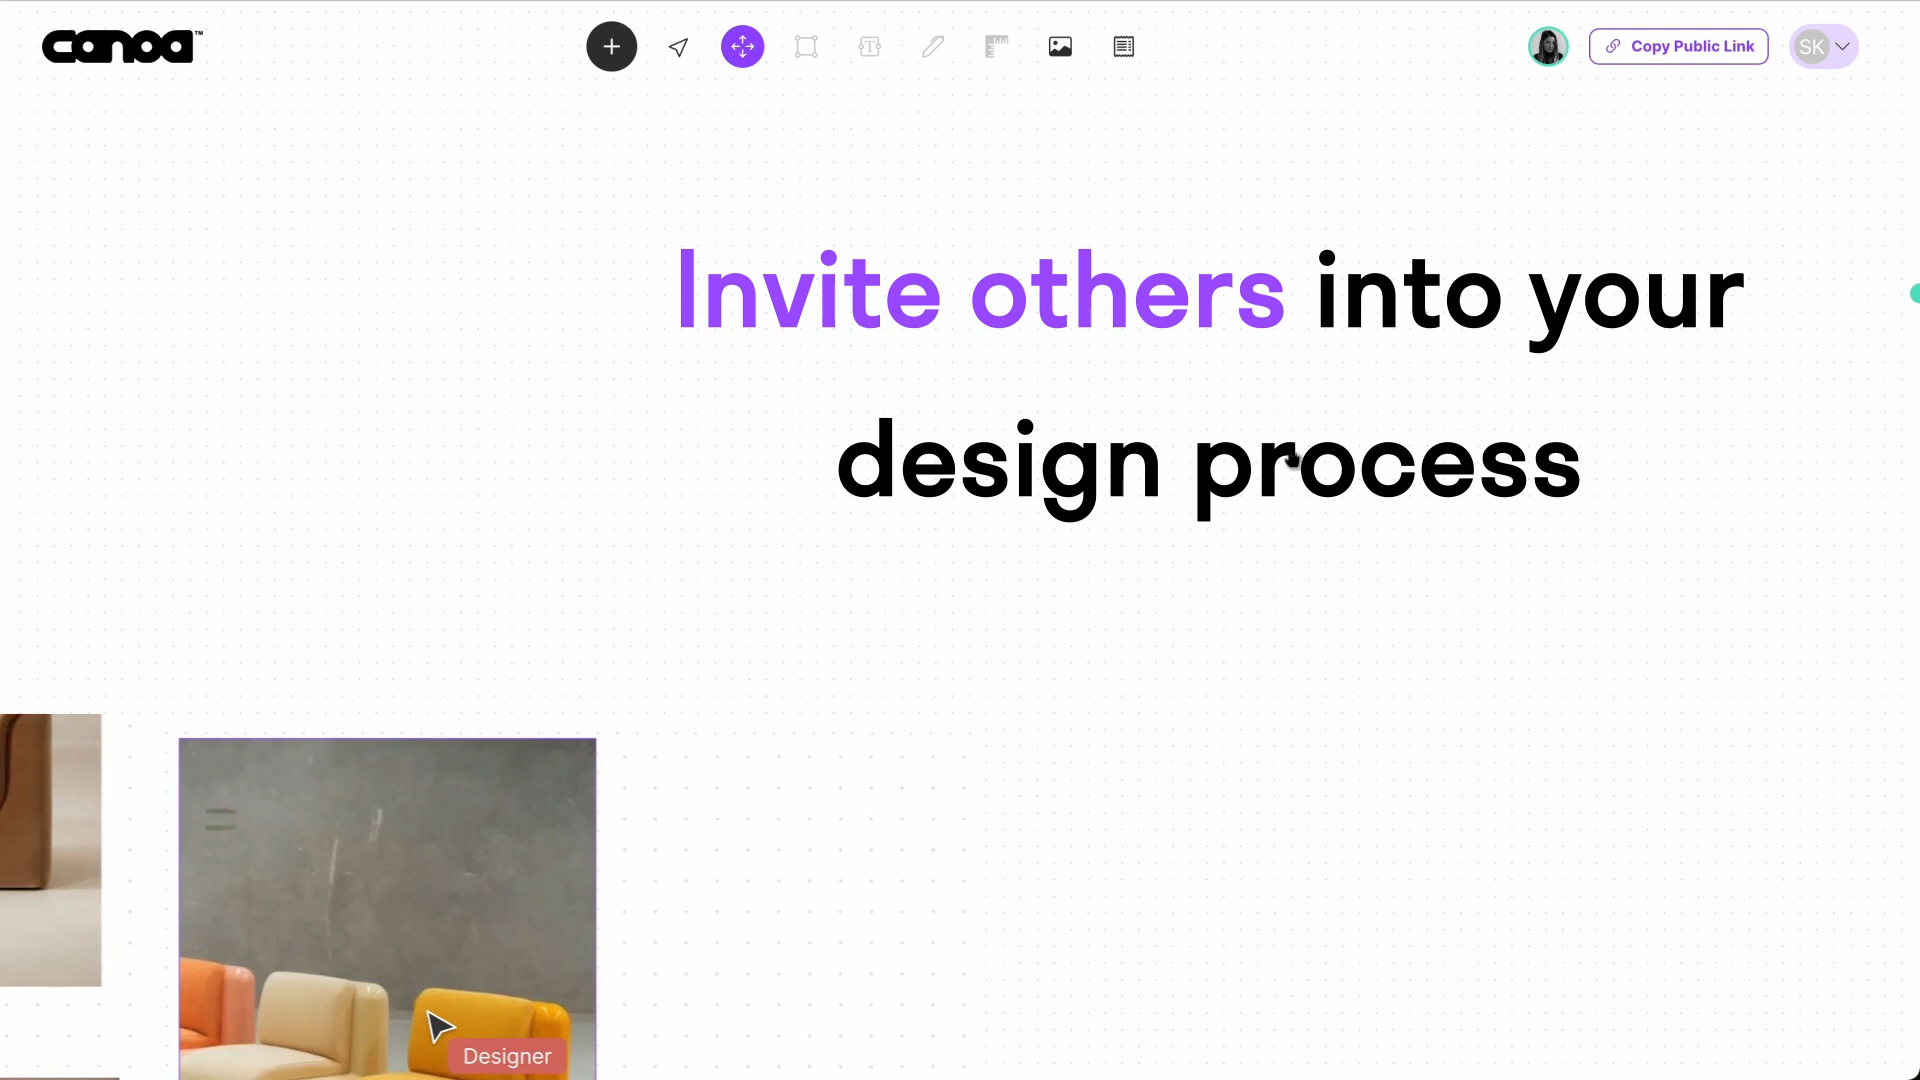 canoa™
Copy Public Link
SK
Invite others into your
design process
Designer